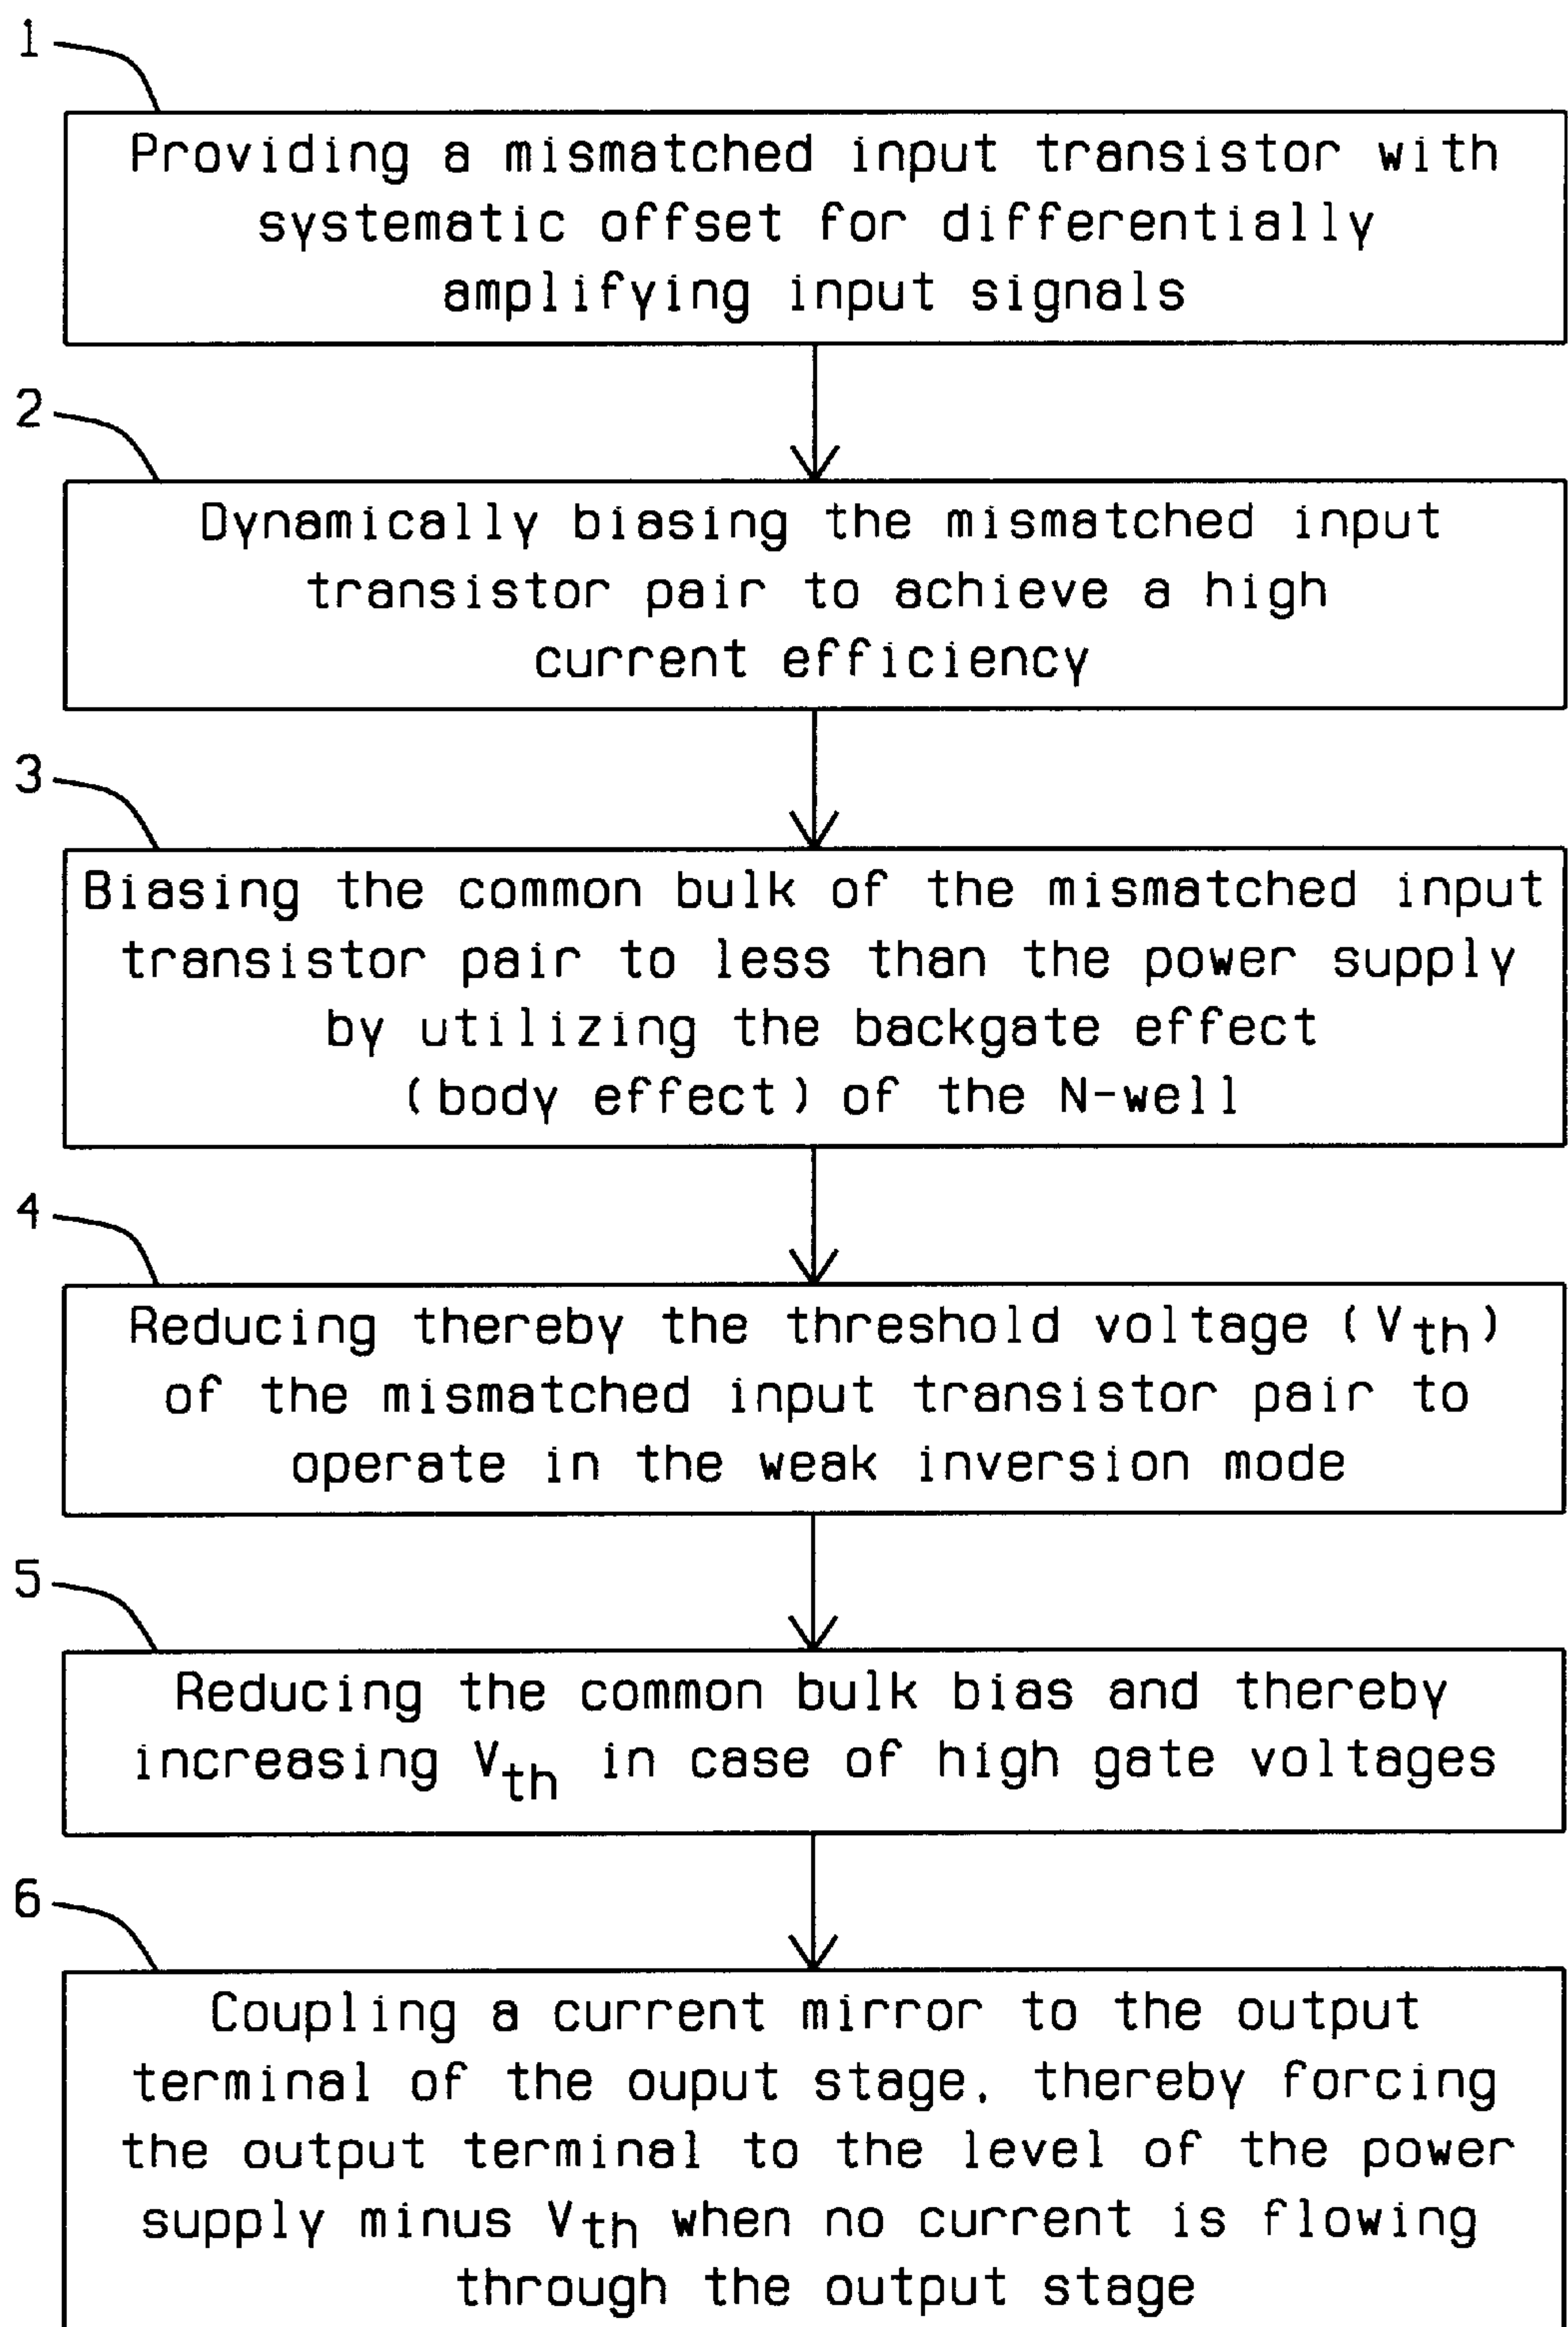 1
Providing a mismatched input transistor with
systematic offset for differentially
amplifying input signals
2
Dynamically biasing the mismatched input
transistor pair to achieve a high
current efficiency
3
Biasing the common bulk of the mismatched input
transistor pair to less than the power supply
by utilizing the backgate effect
(body effect) of the N-well
4
Reducing thereby the threshold voltage (Vth)
of the mismatched input transistor pair to
operate in the weak inversion mode
5
Reducing the common bulk bias and thereby
increasing Vth in case of high gate voltages
6
Coupling a current mirror to the output
terminal of the ouput stage, thereby forcing
the output terminal to the level of the power
supply minus Vth when no current is flowing
through the output stage